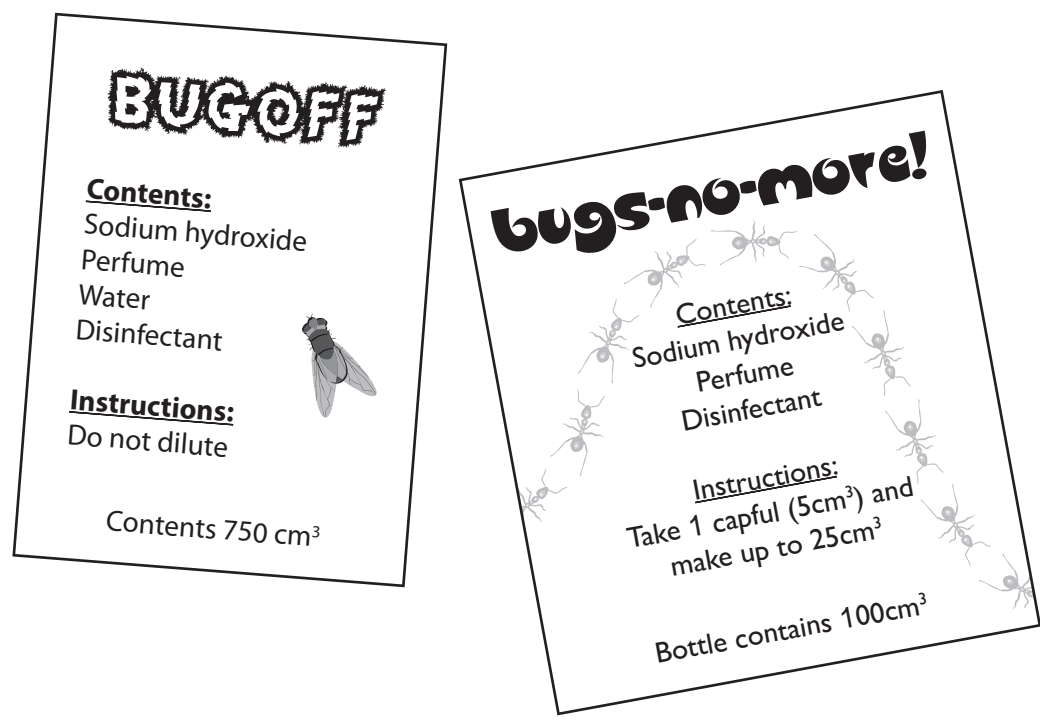 BUGOFF
Contents:
Sodium hydroxide
Perfume
Water
Disinfectant
Instructions:
Do not dilute
Contents 750 cm³
bugs-no-more!
Contents:
Sodium hydroxide
Perfume
Disinfectant
Instructions:
Take 1 capful (5cm³) and
make up to 25cm³
Bottle contains 100cm³